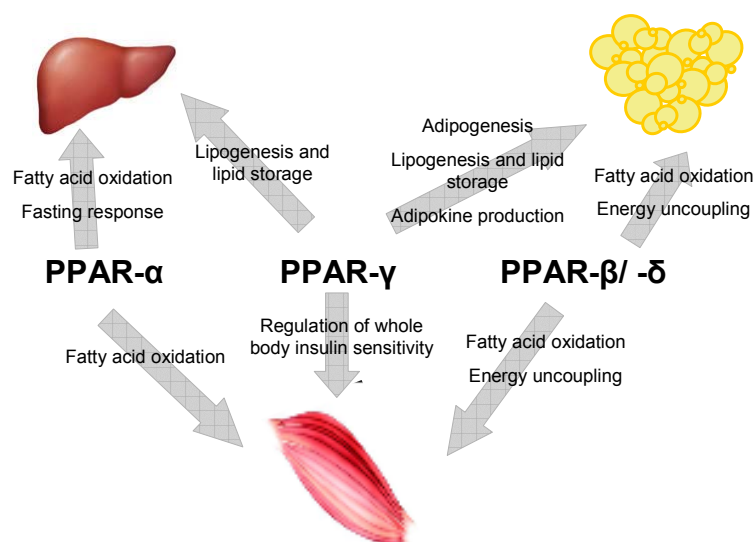 Adipogenesis
Lipogenesis and lipid
storage
Adipokine production
Lipogenesis and
lipid storage
Fatty acid oxidation
Fasting response
Fatty acid oxidation
Energy uncoupling
PPAR-α
PPAR-γ
PPAR-β/ -δ
Fatty acid oxidation
Regulation of whole
body insulin sensitivity
Fatty acid oxidation
Energy uncoupling